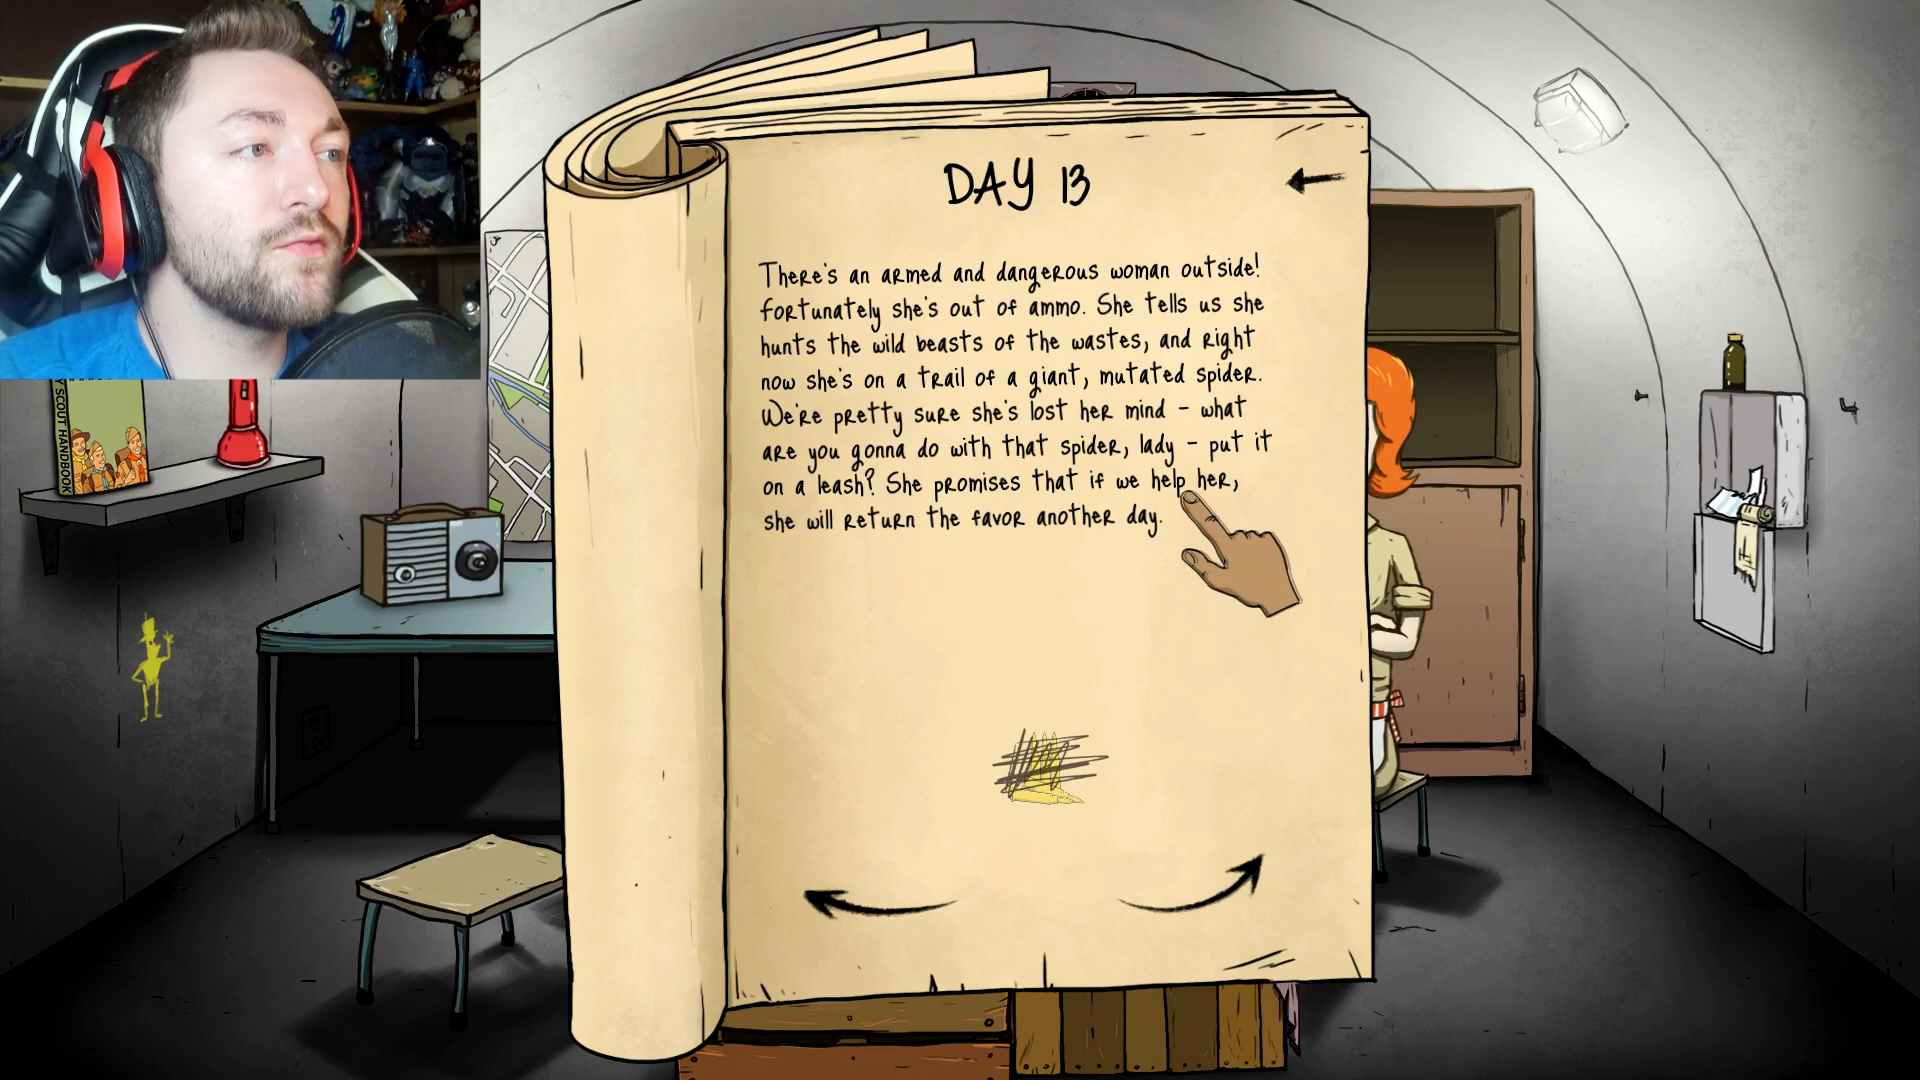 DAY 13
There's an armed and dangerous woman outside!
Fortunately she's out of ammo. She tells us she
hunts the wild beasts of the wastes, and right
now she's on a trail of a giant, mutated spider.
We're pretty sure she's lost her mind - what
are you gonna do with that spider, lady - put it
on a leash? She promises that if we help her,
she will return the favor another day.
Y SCOUT HANDBOOK